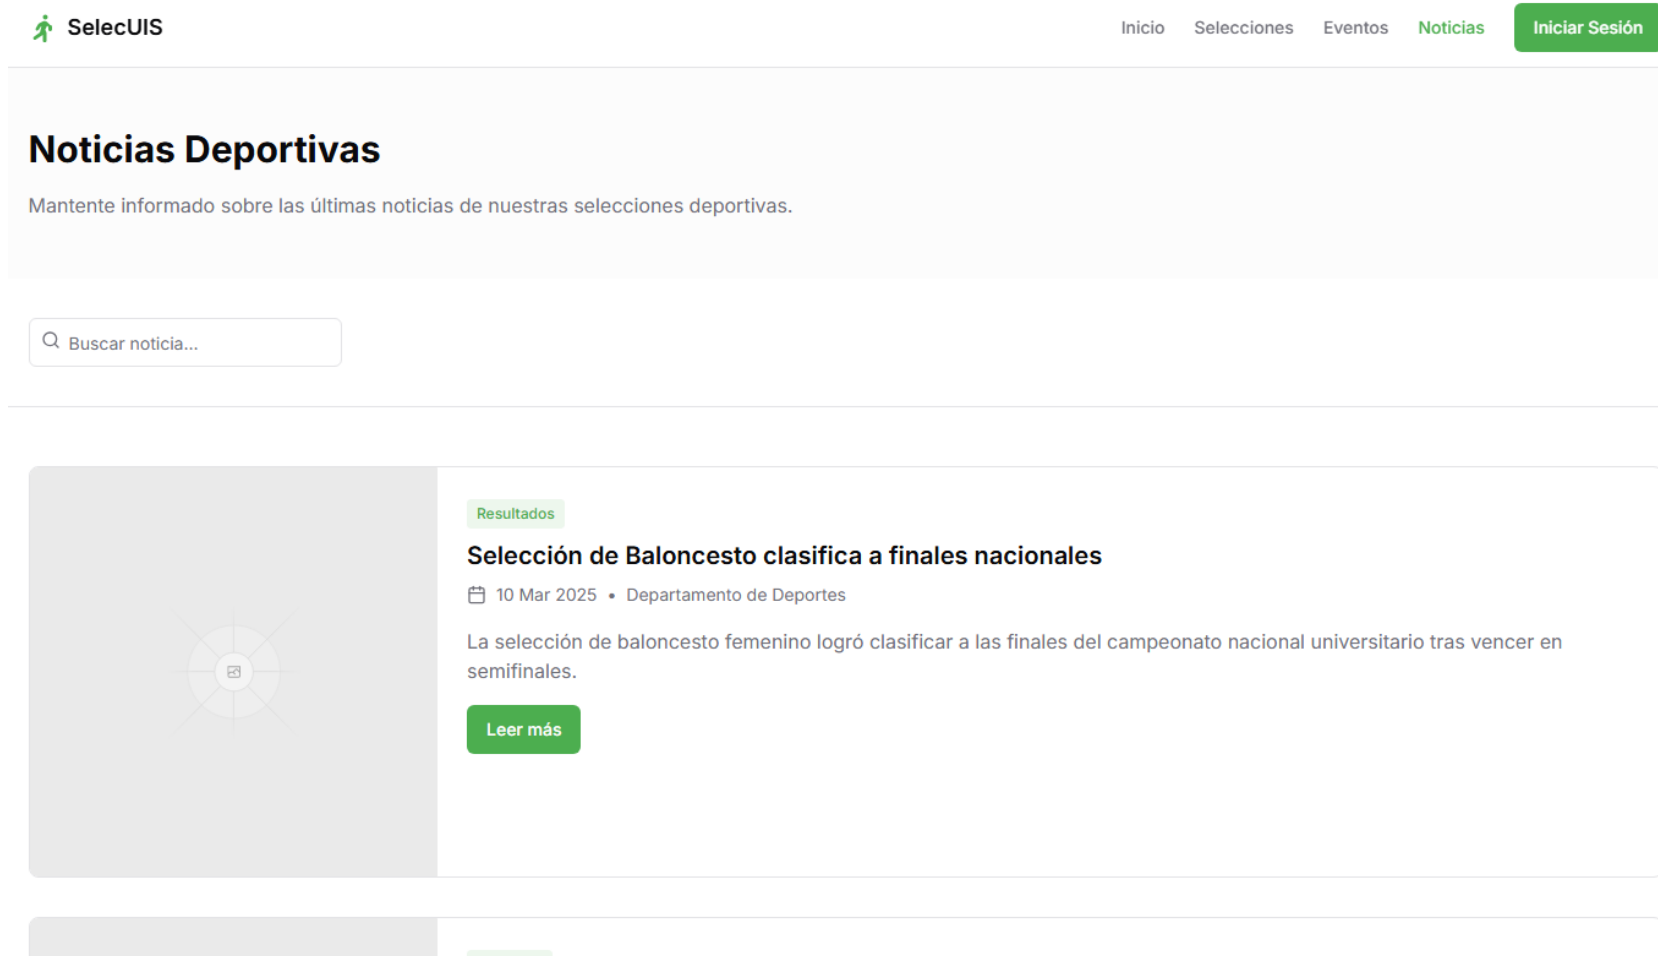 SelecUIS
Inicio Selecciones Eventos Noticias Iniciar Sesión
Noticias Deportivas
Mantente informado sobre las últimas noticias de nuestras selecciones deportivas.
Buscar noticia...
Resultados
Selección de Baloncesto clasifica a finales nacionales
10 Mar 2025 • Departamento de Deportes
La selección de baloncesto femenino logró clasificar a las finales del campeonato nacional universitario tras vencer en
semifinales.
Leer más